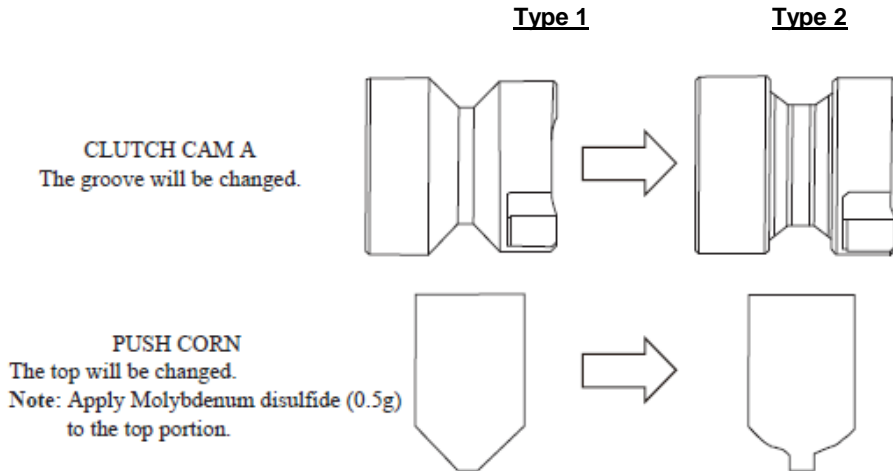 Type 1
Type 2
CLUTCH CAM A
The groove will be changed.
PUSH CORN
The top will be changed.
Note: Apply Molybdenum disulfide (0.5g)
to the top portion.